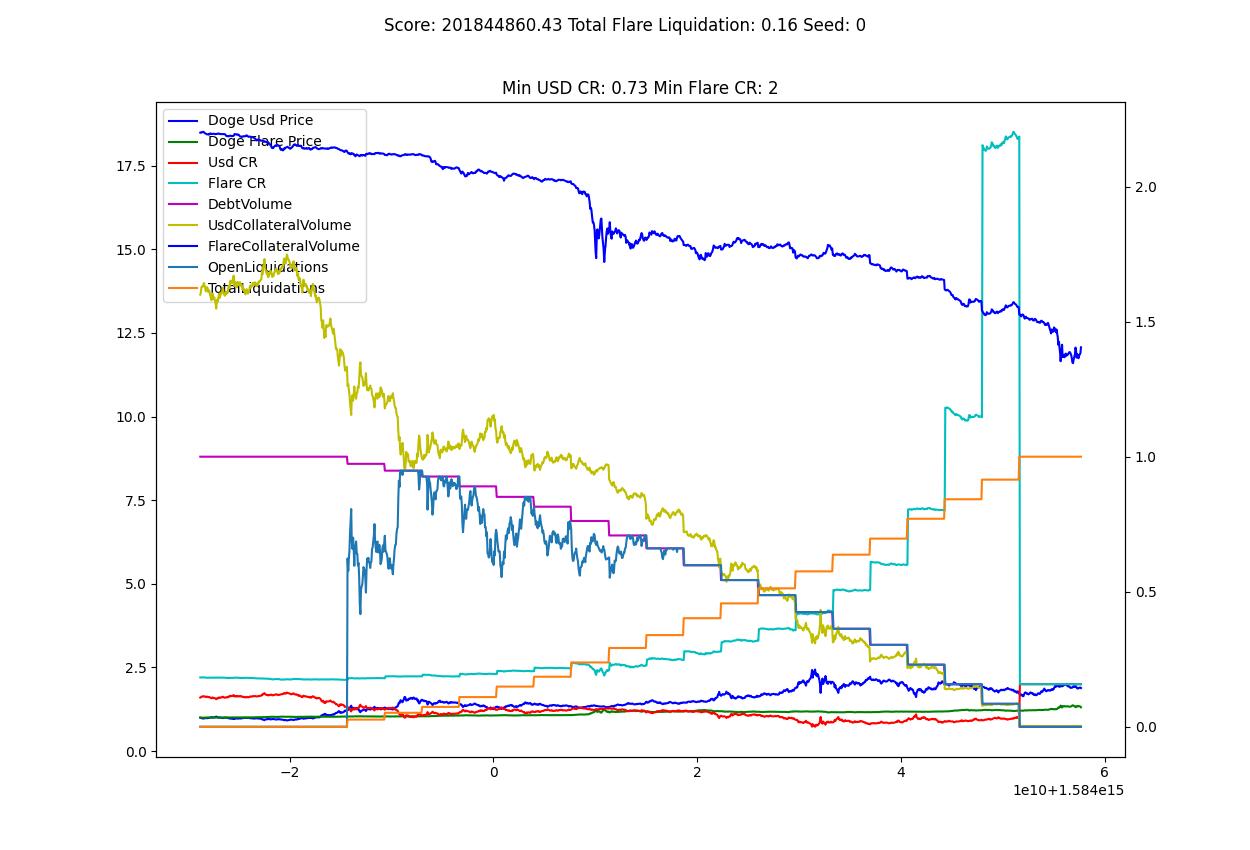 Score: 201844860.43 Total Flare Liquidation: 0.16 Seed: 0
Min USD CR: 0.73 Min Flare CR: 2
Doge Usd Price
Doge Flare Price
Usd CR
Flare CR
DebtVolume
UsdCollateralVolume
FlareCollateralVolume
OpenLiquidations
TotalLiquidations
17.5
15.0
12.5
10.0
7.5
5.0
2.5
0.0
2.0
1.5
1.0
0.5
0.0
−2
0
2
4
6
1e10+1.584e15